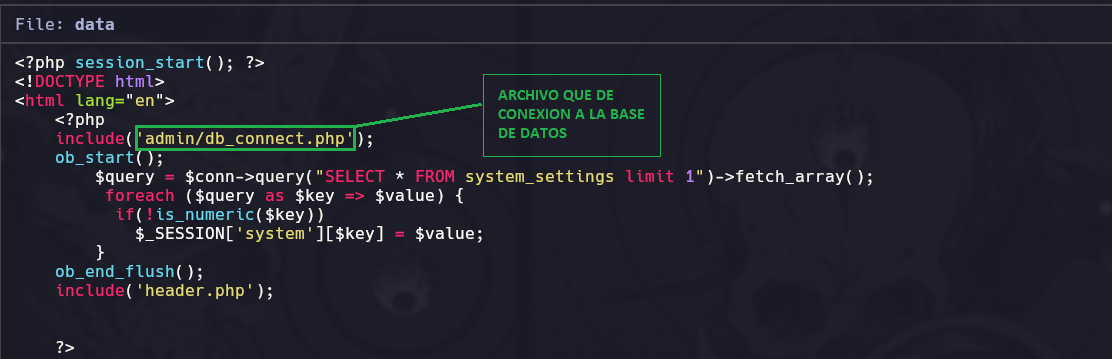 File: data
<?php session_start(); ?>
<!DOCTYPE html>
<html lang="en">
<?php
include('admin/db_connect.php');
ARCHIVO QUE DE
CONEXION A LA BASE
DE DATOS
ob_start();
$query = $conn->query("SELECT * FROM system_settings limit 1")->fetch_array();
foreach ($query as $key => $value) {
if(!is_numeric($key))
$_SESSION['system'][$key] = $value;
}
ob_end_flush();
include('header.php');
?>